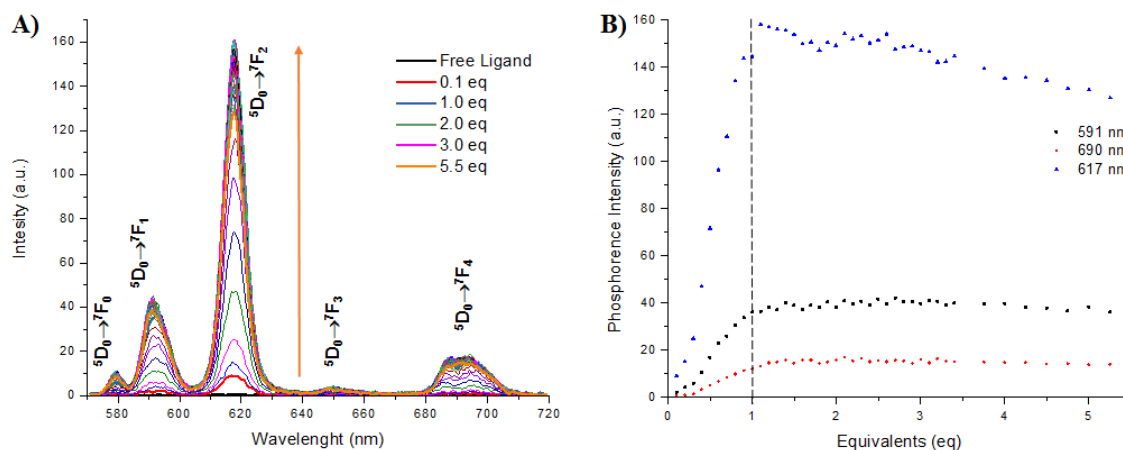 A)
160
140
120
100
80
60
40
20
0
Intesity (a.u.)
580
600
620
640
660
680
700
720
Wavelenght (nm)
⁵D₀→⁷F₀
⁵D₀→⁷F₁
⁵D₀→⁷F₂
⁵D₀→⁷F₃
⁵D₀→⁷F₄
Free Ligand
0.1 eq
1.0 eq
2.0 eq
3.0 eq
5.5 eq
B)
160
140
120
100
80
60
40
20
0
Phosphorence Intensity (a.u.)
0
1
2
3
4
5
Equivalents (eq)
591 nm
690 nm
617 nm